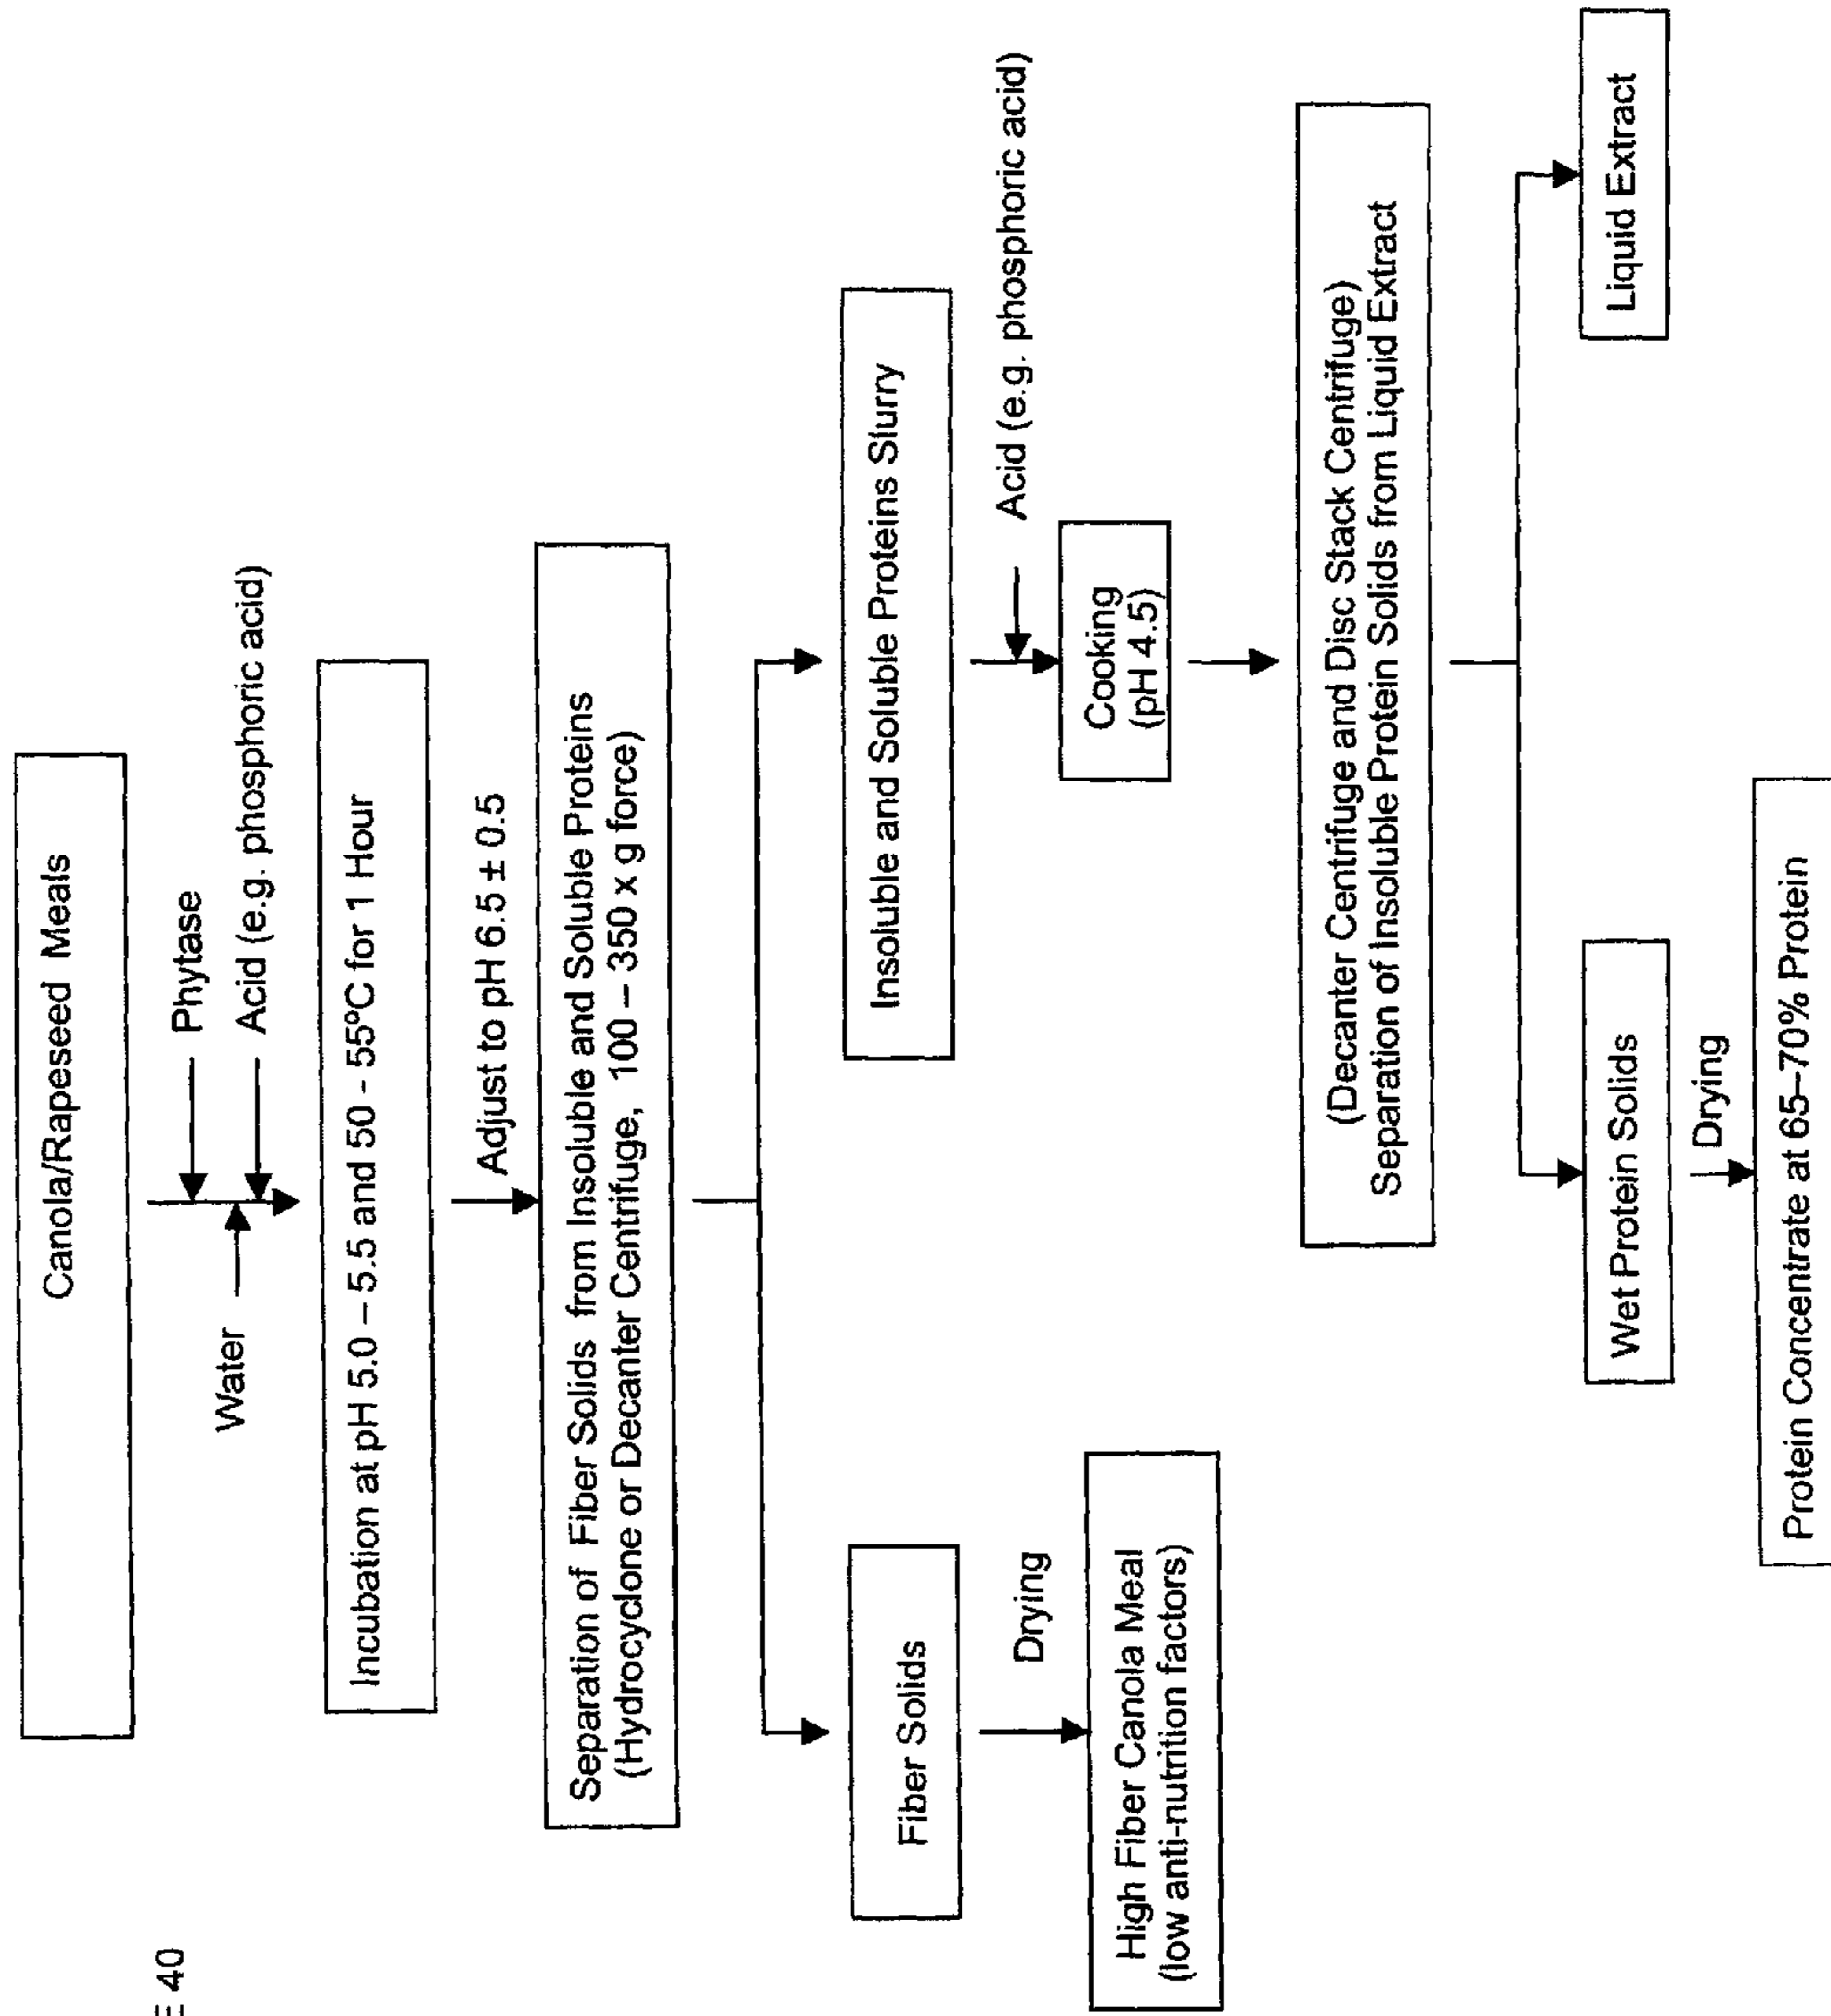 E 40
Canola/Rapeseed Meals
Phytase
Water
Acid (e.g. phosphoric acid)
Incubation at pH 5.0 – 5.5 and 50 - 55ºC for 1 Hour
Adjust to pH 6.5 ± 0.5
Separation of Fiber Solids from Insoluble and Soluble Proteins
(Hydrocyclone or Decanter Centrifuge, 100 – 350 x g force)
Fiber Solids
Insoluble and Soluble Proteins Slurry
Drying
Acid (e.g. phosphoric acid)
High Fiber Canola Meal
(low anti-nutrition factors)
Cooking
(pH 4.5)
(Decanter Centrifuge and Disc Stack Centrifuge)
Separation of Insoluble Protein Solids from Liquid Extract
Wet Protein Solids
Liquid Extract
Drying
Protein Concentrate at 65–70% Protein